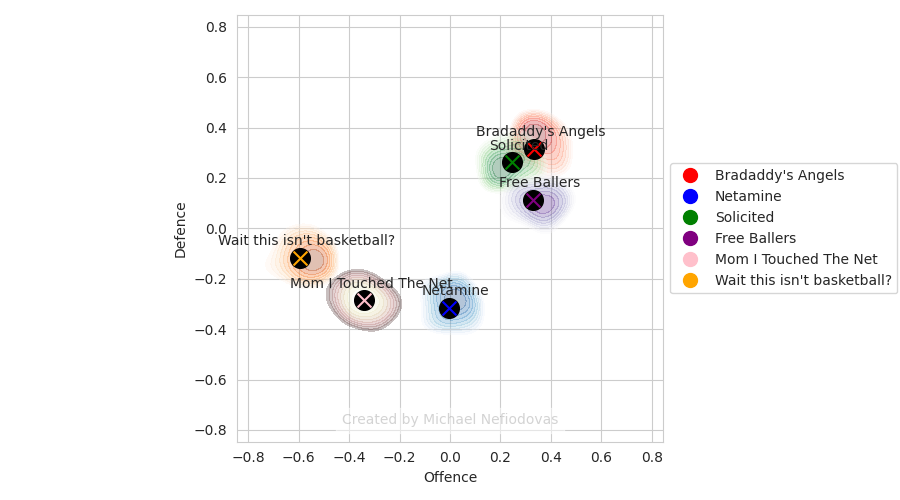 0.8
0.6
0.4
0.2
0.0
−0.2
−0.4
−0.6
−0.8
Defence
Bradaddy's Angels
Solicited
Free Ballers
Wait this isn't basketball?
Mom I Touched The Net
Netamine
Created by Michael Nefiodovas
−0.8 −0.6 −0.4 −0.2 0.0 0.2 0.4 0.6 0.8
Offence
Bradaddy's Angels
Netamine
Solicited
Free Ballers
Mom I Touched The Net
Wait this isn't basketball?